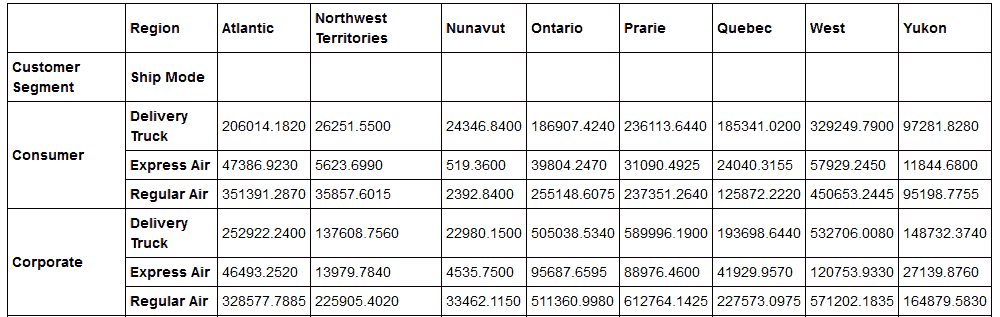 Region Atlantic Northwest Territories Nunavut Ontario Prarie Quebec West Yukon
Customer Segment Ship Mode
Consumer Delivery Truck 206014.1820 26251.5500 24346.8400 186907.4240 236113.6440 185341.0200 329249.7900 97281.8280
Express Air 47386.9230 5623.6990 519.3600 39804.2470 31090.4925 24040.3155 57929.2450 11844.6800
Regular Air 351391.2870 35857.6015 2392.8400 255148.6075 237351.2640 125872.2220 450653.2445 95198.7755
Corporate Delivery Truck 252922.2400 137608.7560 22980.1500 505038.5340 589996.1900 193698.6440 532706.0080 148732.3740
Express Air 46493.2520 13979.7840 4535.7500 95687.6595 88976.4600 41929.9570 120753.9330 27139.8760
Regular Air 328577.7885 225905.4020 33462.1150 511360.9980 612764.1425 227573.0975 571202.1835 164879.5830